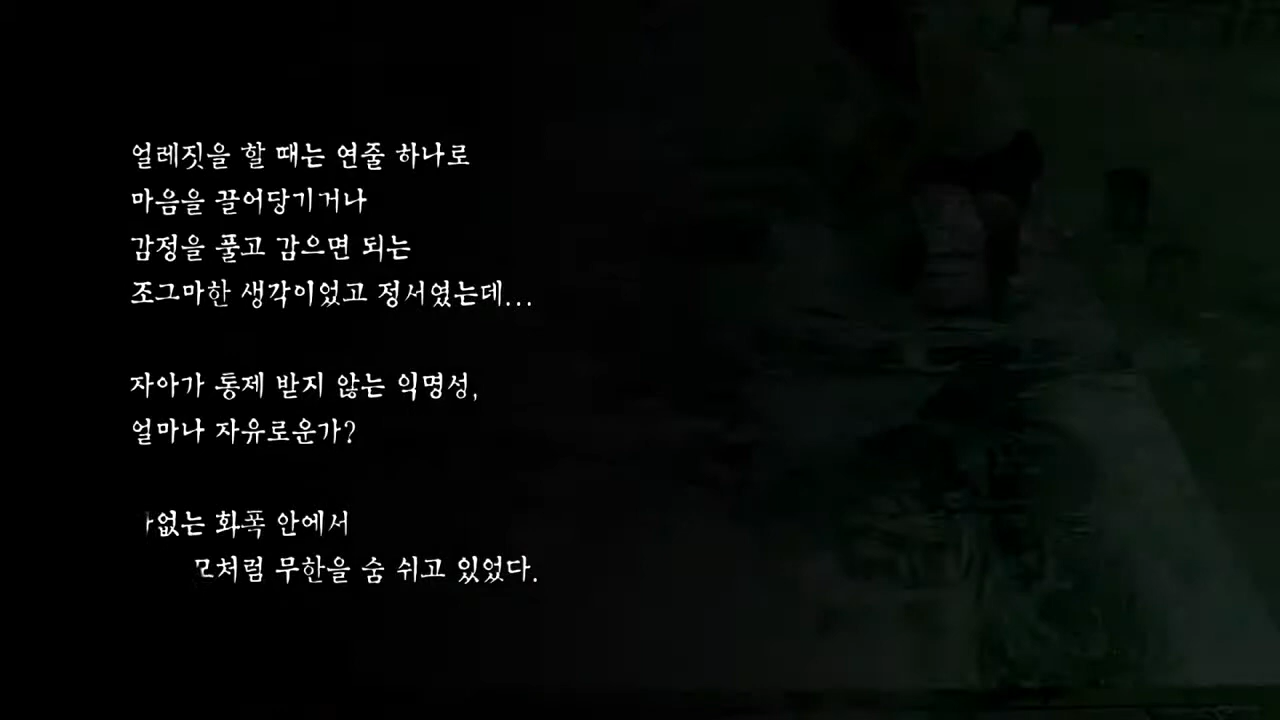 얼레짓을 할 때는 연줄 하나로
마음을 끌어당기거나
감정을 풀고 감으면 되는
조그마한 생각이었고 정서였는데...
자아가 통제 받지 않는 익명성,
얼마나 자유로운가?
화폭 안에서
무한을 숨 쉬고 있었다.